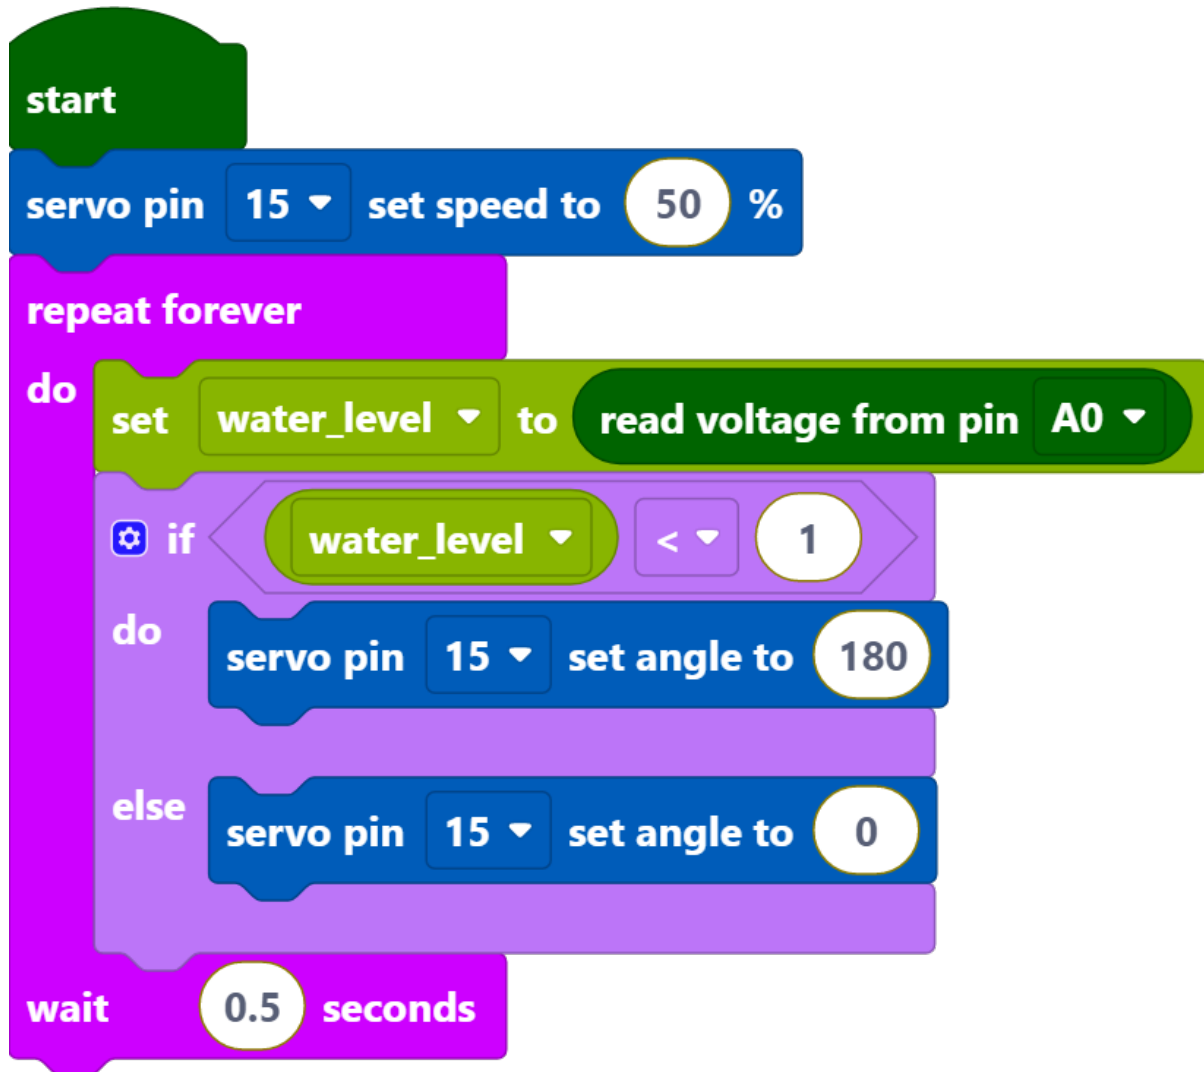 start
servo pin 15 set speed to 50 %
repeat forever
do
set water_level to read voltage from pin A0
if water_level < 1
do
servo pin 15 set angle to 180
else
servo pin 15 set angle to 0
wait 0.5 seconds